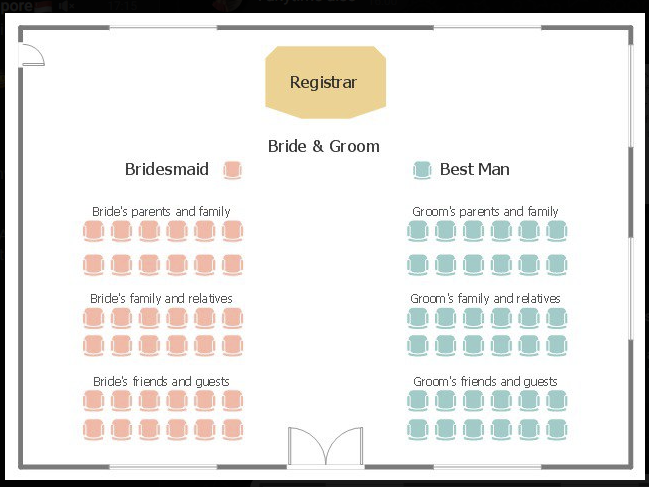 Registrar
Bride & Groom
Bridesmaid
Best Man
Bride's parents and family
Groom's parents and family
Bride's family and relatives
Groom's family and relatives
Bride's friends and guests
Groom's friends and guests